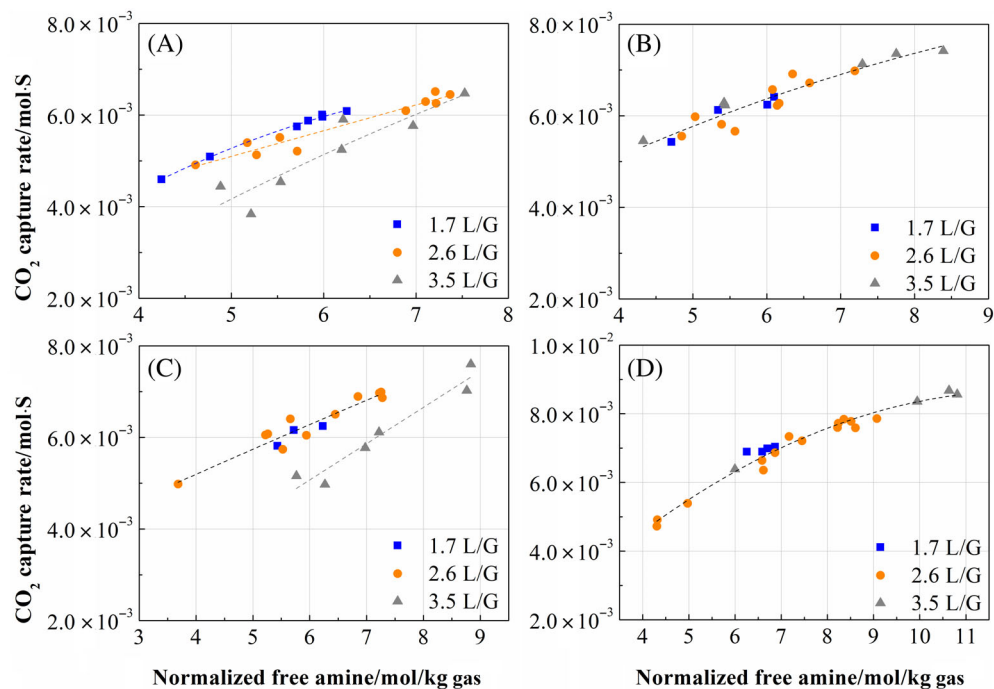 (A)
8.0 × 10⁻³
6.0 × 10⁻³
4.0 × 10⁻³
2.0 × 10⁻³
CO₂ capture rate/mol·S
1.7 L/G
2.6 L/G
3.5 L/G
4 5 6 7 8
(B)
8.0 × 10⁻³
6.0 × 10⁻³
4.0 × 10⁻³
2.0 × 10⁻³
1.7 L/G
2.6 L/G
3.5 L/G
4 5 6 7 8 9
(C)
8.0 × 10⁻³
6.0 × 10⁻³
4.0 × 10⁻³
2.0 × 10⁻³
CO₂ capture rate/mol·S
1.7 L/G
2.6 L/G
3.5 L/G
3 4 5 6 7 8 9
Normalized free amine/mol/kg gas
(D)
1.0 × 10⁻²
8.0 × 10⁻³
6.0 × 10⁻³
4.0 × 10⁻³
2.0 × 10⁻³
1.7 L/G
2.6 L/G
3.5 L/G
4 5 6 7 8 9 10 11
Normalized free amine/mol/kg gas